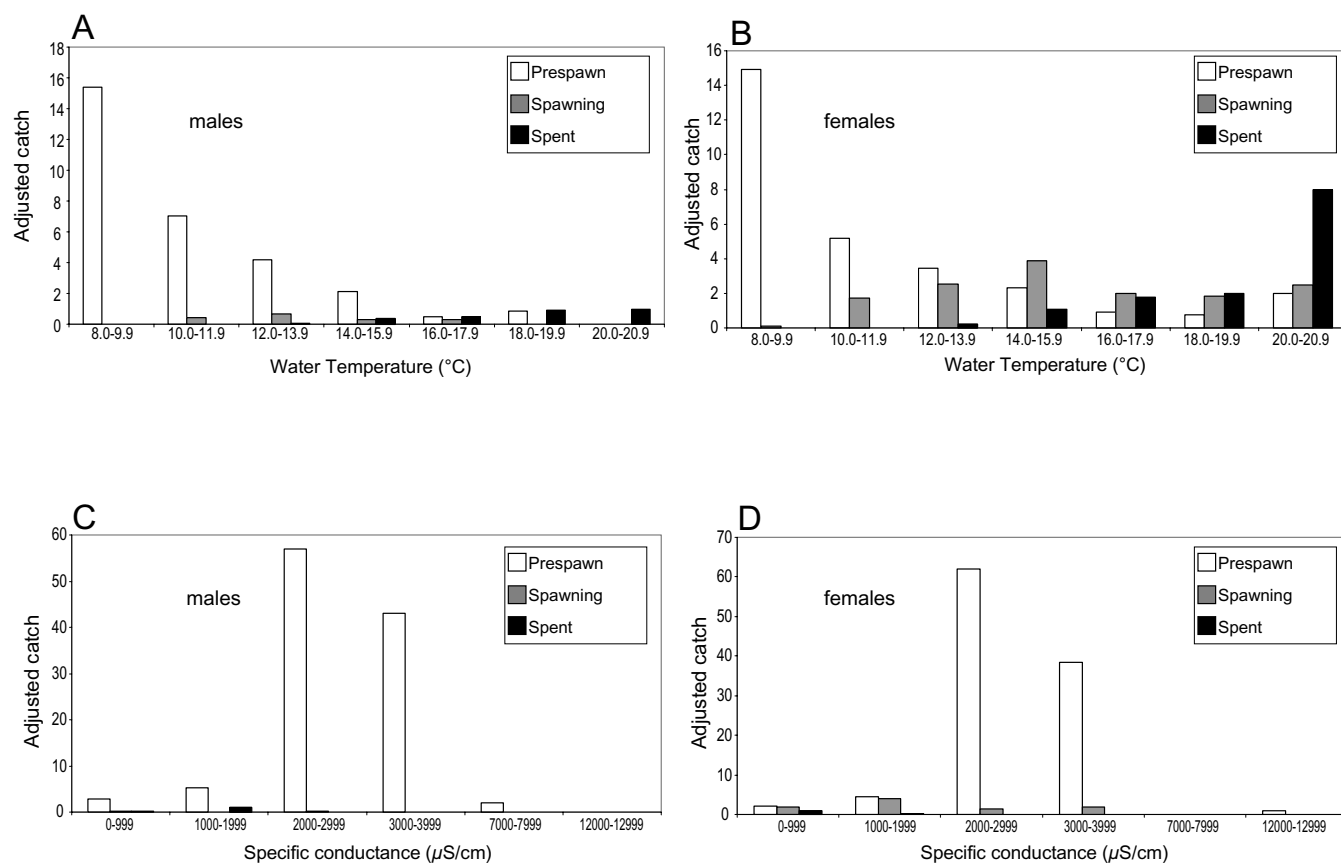 A
18
16
14
12
10
8
6
4
2
0
Adjusted catch
males
Prespawn
Spawning
Spent
8.0-9.9 10.0-11.9 12.0-13.9 14.0-15.9 16.0-17.9 18.0-19.9 20.0-20.9
Water Temperature (°C)
B
16
14
12
10
8
6
4
2
0
Adjusted catch
females
Prespawn
Spawning
Spent
8.0-9.9 10.0-11.9 12.0-13.9 14.0-15.9 16.0-17.9 18.0-19.9 20.0-20.9
Water Temperature (°C)
C
60
50
40
30
20
10
0
Adjusted catch
males
Prespawn
Spawning
Spent
0-999 1000-1999 2000-2999 3000-3999 7000-7999 12000-12999
Specific conductance (µS/cm)
D
70
60
50
40
30
20
10
0
Adjusted catch
females
Prespawn
Spawning
Spent
0-999 1000-1999 2000-2999 3000-3999 7000-7999 12000-12999
Specific conductance (µS/cm)